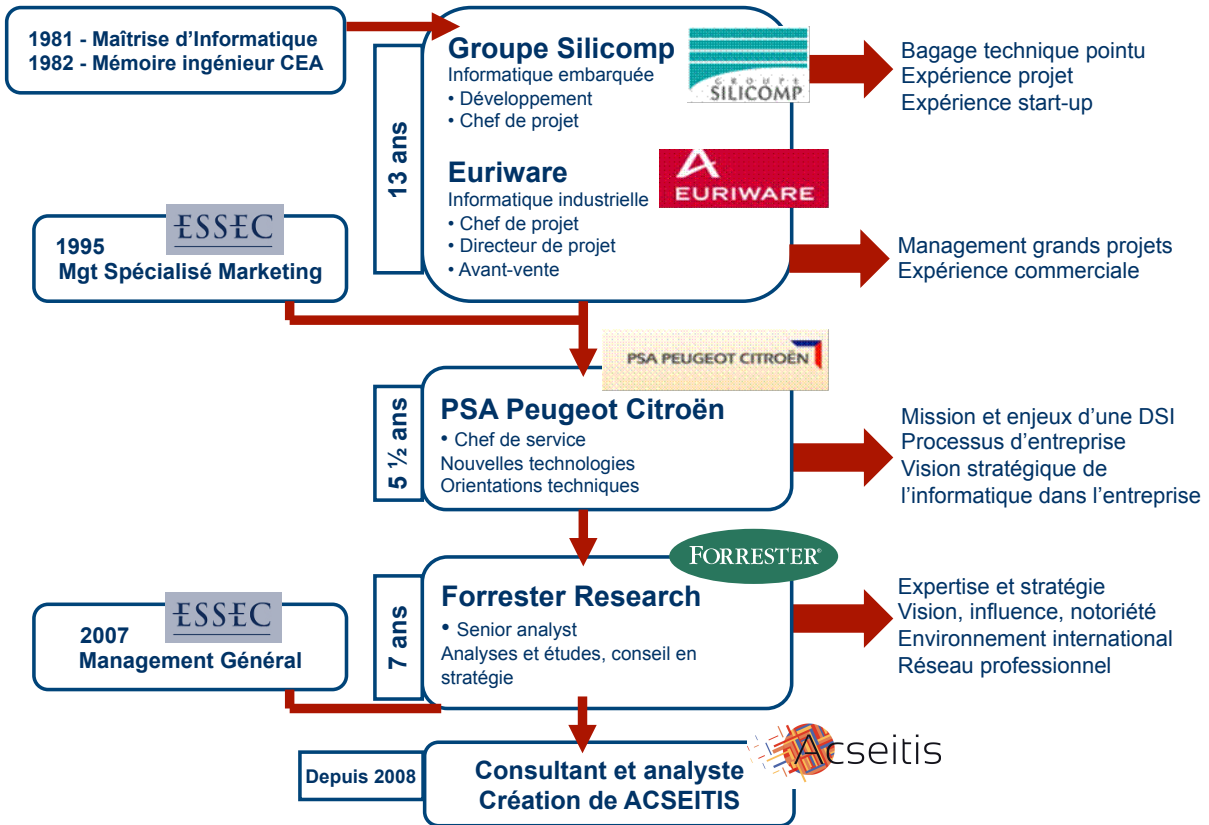 1981 - Maîtrise d'Informatique
1982 - Mémoire ingénieur CEA
13 ans
Groupe Silicomp
Informatique embarquée
• Développement
• Chef de projet
GROUPE
SILICOMP
Bagage technique pointu
Expérience projet
Expérience start-up
Euriware
Informatique industrielle
• Chef de projet
• Directeur de projet
• Avant-vente
EURIWARE
Management grands projets
Expérience commerciale
ESSEC
1995
Mgt Spécialisé Marketing
PSA PEUGEOT CITROËN
5 ½ ans
PSA Peugeot Citroën
• Chef de service
Nouvelles technologies
Orientations techniques
Mission et enjeux d'une DSI
Processus d'entreprise
Vision stratégique de
l'informatique dans l'entreprise
FORRESTER®
7 ans
Forrester Research
• Senior analyst
Analyses et études, conseil en
stratégie
Expertise et stratégie
Vision, influence, notoriété
Environnement international
Réseau professionnel
ESSEC
2007
Management Général
Depuis 2008
Consultant et analyste
Création de ACSEITIS
Acseitis